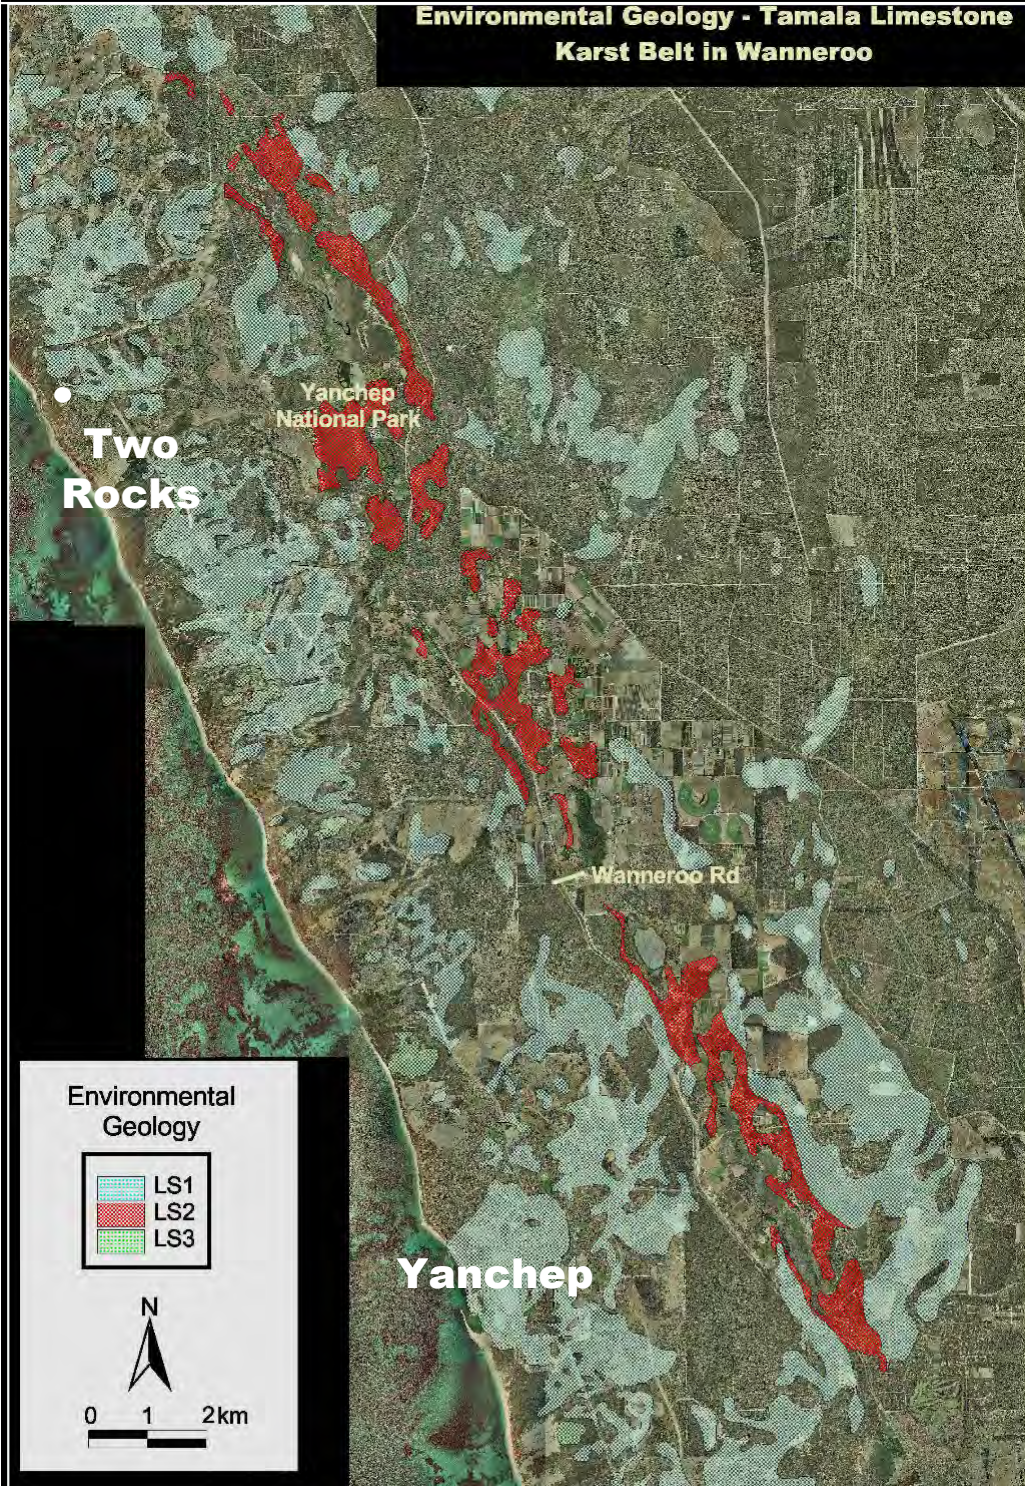 Environmental Geology - Tamala Limestone
Karst Belt in Wanneroo
Yanchep
National Park
Two
Rocks
Wanneroo Rd
Environmental
Geology
LS1
LS2
LS3
N
0 1 2km
Yanchep